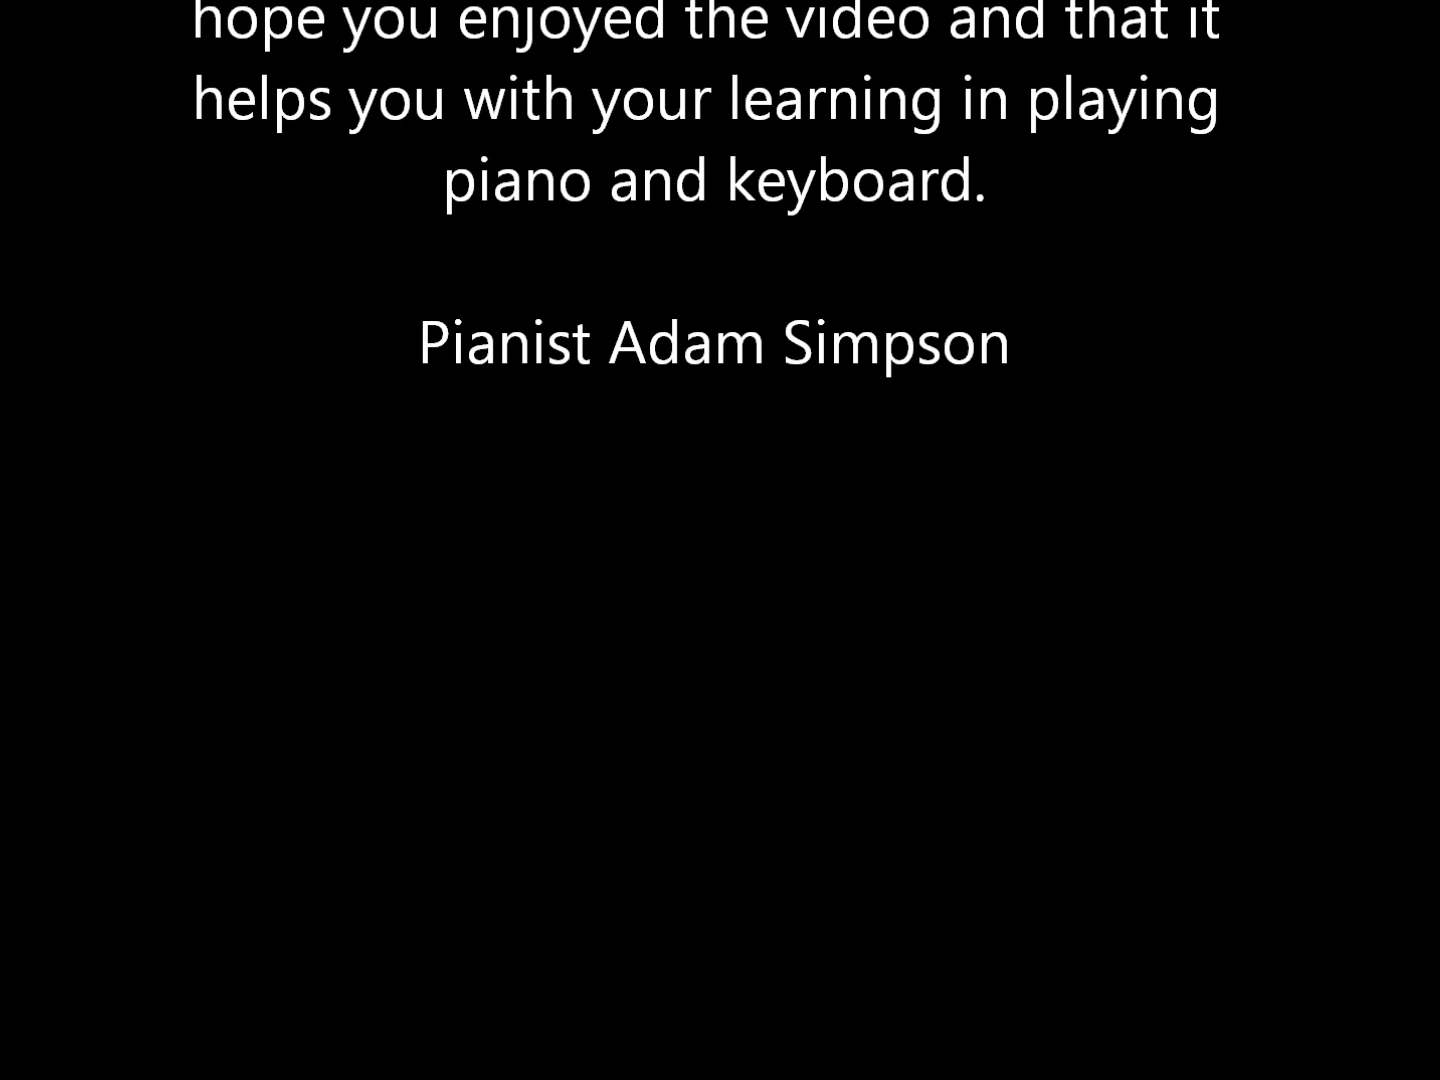 hope you enjoyed the video and that it
helps you with your learning in playing
piano and keyboard.
Pianist Adam Simpson